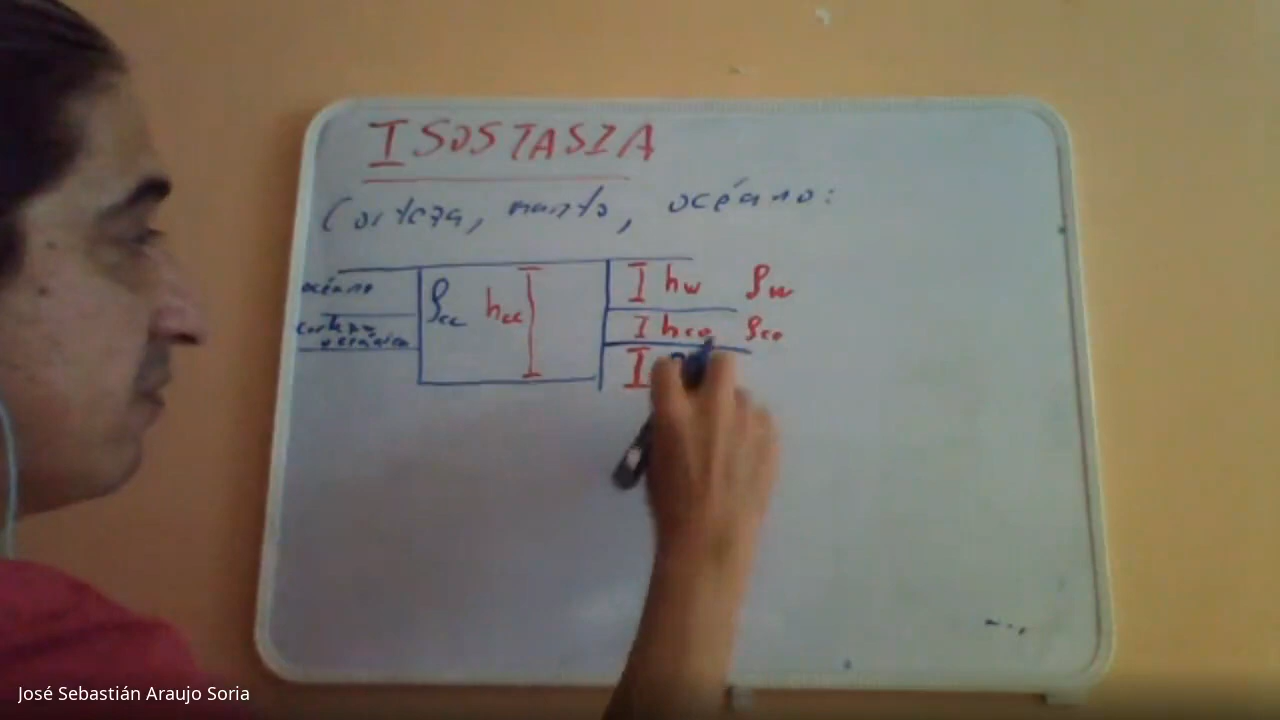 ISOSTASIA
Corteza, manto, océano:
océano
corteza
oceánica
ρcc hcc
hw ρw
hco ρco
José Sebastián Araujo Soria